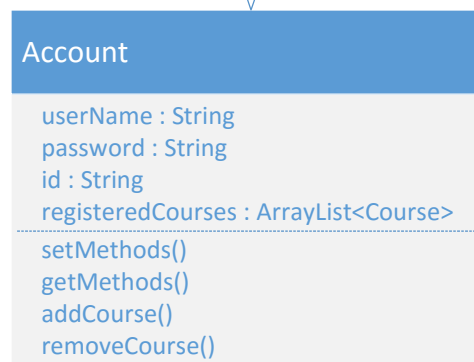 Account
userName : String
password : String
id : String
registeredCourses : ArrayList<Course>
setMethods()
getMethods()
addCourse()
removeCourse()